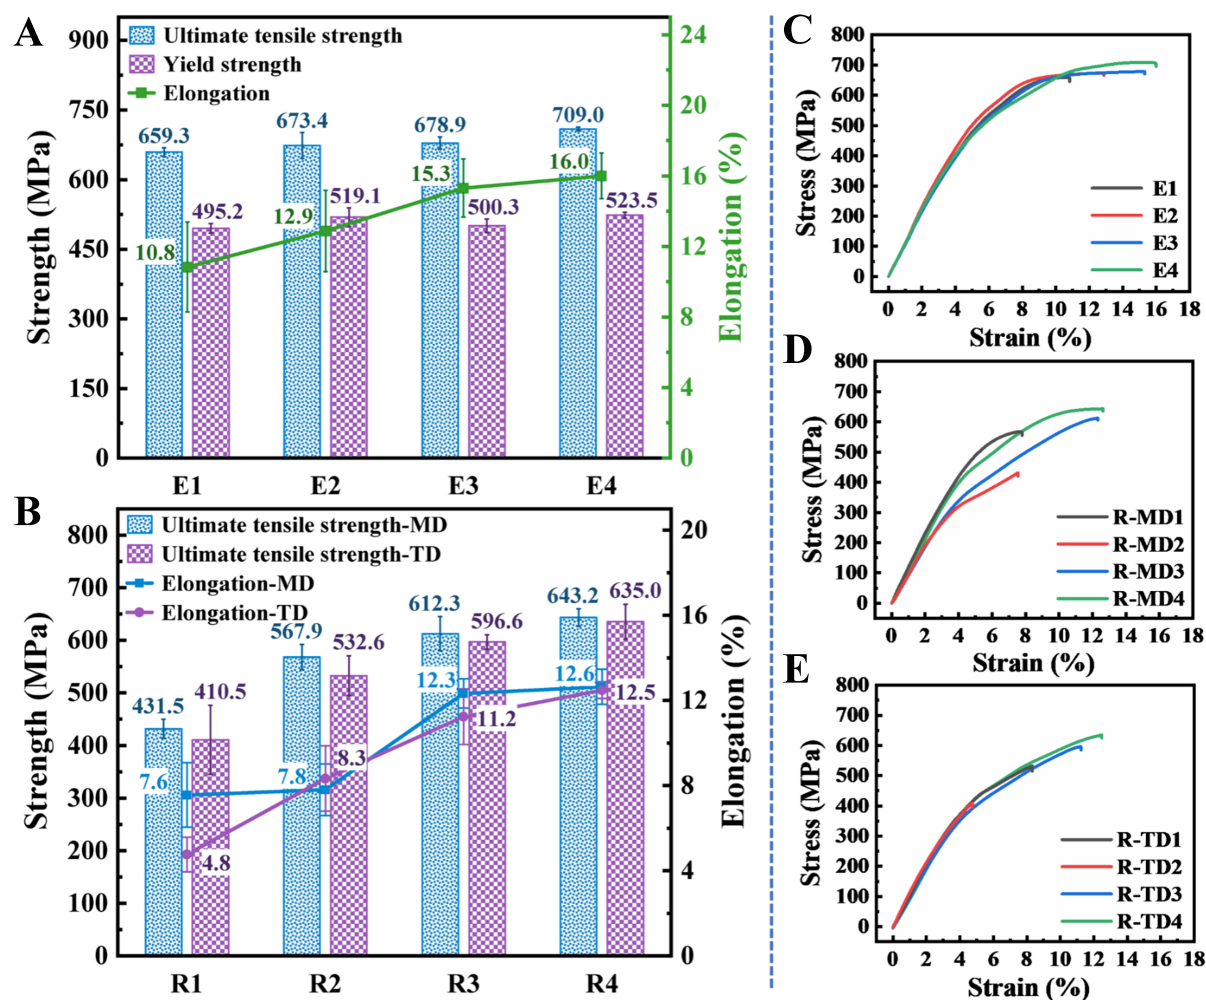 A
Ultimate tensile strength
Yield strength
Elongation
Strength (MPa)
900
750
600
450
300
150
0
659.3
673.4
678.9
709.0
495.2
519.1
500.3
523.5
10.8
12.9
15.3
16.0
24
20
16
12
8
4
0
Elongation (%)
E1 E2 E3 E4
B
Ultimate tensile strength-MD
Ultimate tensile strength-TD
Elongation-MD
Elongation-TD
Strength (MPa)
800
700
600
500
400
300
200
100
0
431.5
410.5
567.9
532.6
612.3
596.6
643.2
635.0
7.6
7.8
12.3
12.6
4.8
8.3
11.2
12.5
20
16
12
8
4
0
Elongation (%)
R1 R2 R3 R4
C
Stress (MPa)
800
700
600
500
400
300
200
100
0
E1
E2
E3
E4
0 2 4 6 8 10 12 14 16 18
Strain (%)
D
Stress (MPa)
800
700
600
500
400
300
200
100
0
R-MD1
R-MD2
R-MD3
R-MD4
0 2 4 6 8 10 12 14 16 18
Strain (%)
E
Stress (MPa)
800
700
600
500
400
300
200
100
0
R-TD1
R-TD2
R-TD3
R-TD4
0 2 4 6 8 10 12 14 16 18
Strain (%)